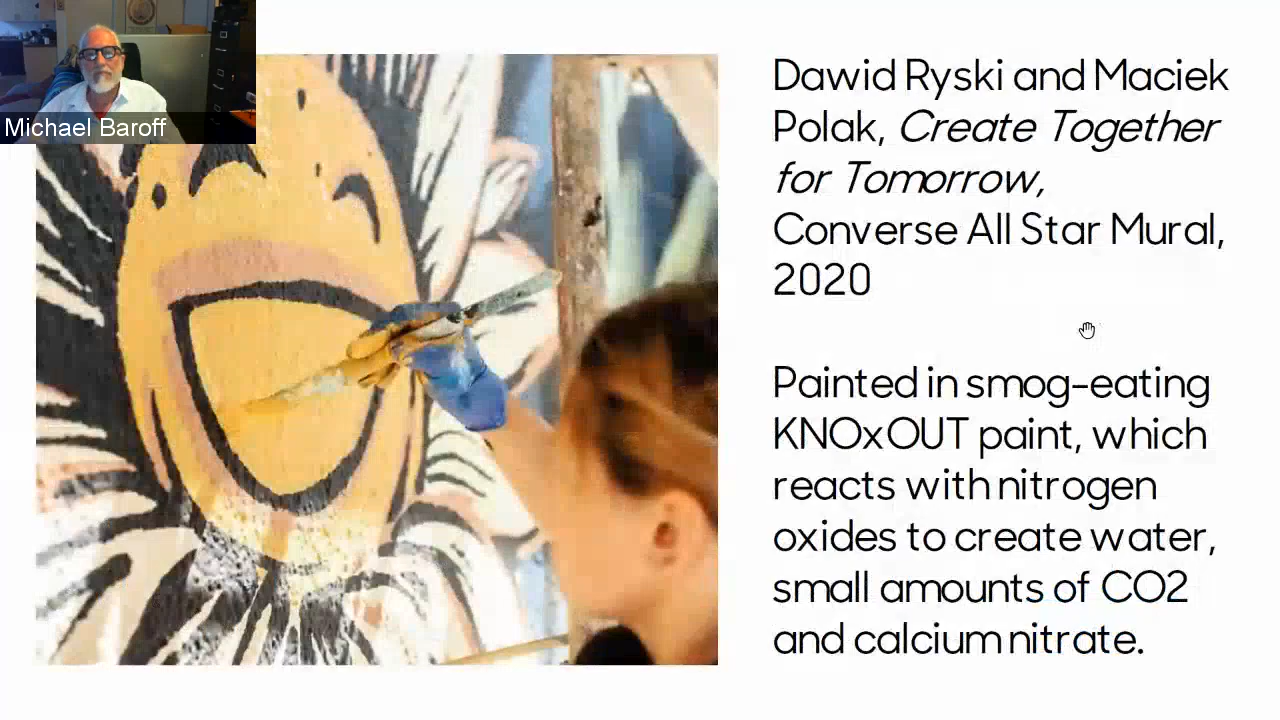 Michael Baroff
Dawid Ryski and Maciek
Polak, Create Together
for Tomorrow,
Converse All Star Mural,
2020
Painted in smog-eating
KNOxOUT paint, which
reacts with nitrogen
oxides to create water,
small amounts of CO2
and calcium nitrate.